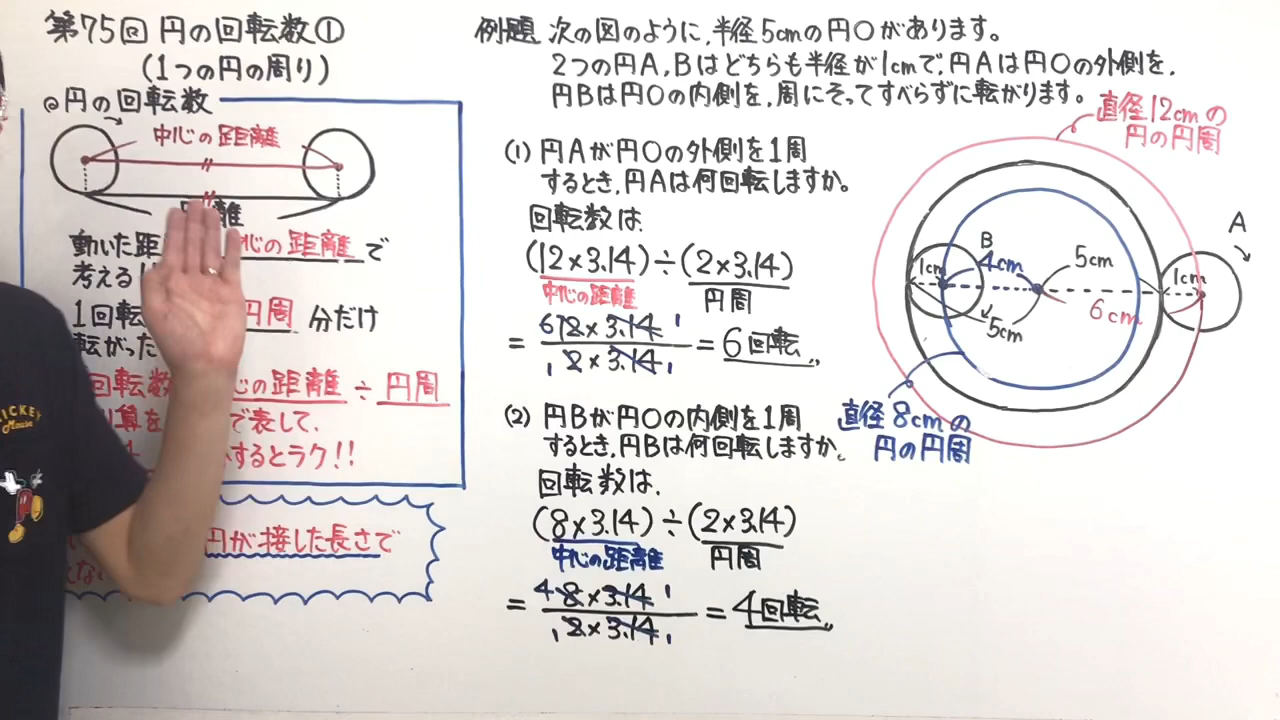 第75回 円の回転数①
(1つの円の周り)
円の回転数
中心の距離
動いた距 の距離 で
考える
1回転 円周 分だけ
転がった
回転数 の距離 ÷ 円周
で表して、
するとラク!!
円が接した長さで
MICKEY
Mouse
例題 次の図のように、半径5cmの円Oがあります。
2つの円A,Bはどちらも半径が1cmで、円Aは円Oの外側を、
円Bは円Oの内側を、周にそってすべらずに転がります。
(1) 円Aが円Oの外側を1周
するとき、円Aは何回転しますか。
回転数は、
(12×3.14)÷(2×3.14)
中心の距離 円周
= 6 12×3.14 1 / 1 2×3.14 1 = 6回転
(2) 円Bが円Oの内側を1周
するとき、円Bは何回転しますか。
回転数は、
(8×3.14)÷(2×3.14)
中心の距離 円周
= 4 8×3.14 1 / 1 2×3.14 1 = 4回転
直径12cmの
円の円周
A
B
1cm 4cm 5cm 1cm
6cm
5cm
直径8cmの
円の円周